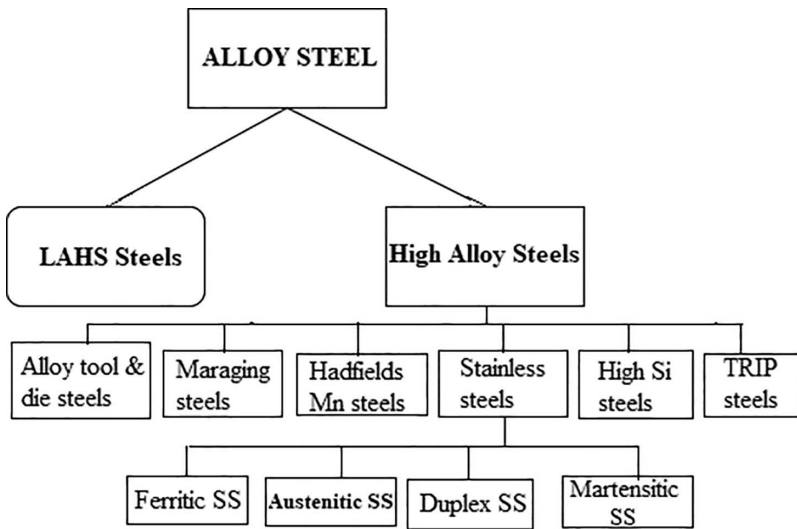 ALLOY STEEL
LAHS Steels
High Alloy Steels
Alloy tool &
die steels
Maraging
steels
Hadfields
Mn steels
Stainless
steels
High Si
steels
TRIP
steels
Ferritic SS
Austenitic SS
Duplex SS
Martensitic
SS